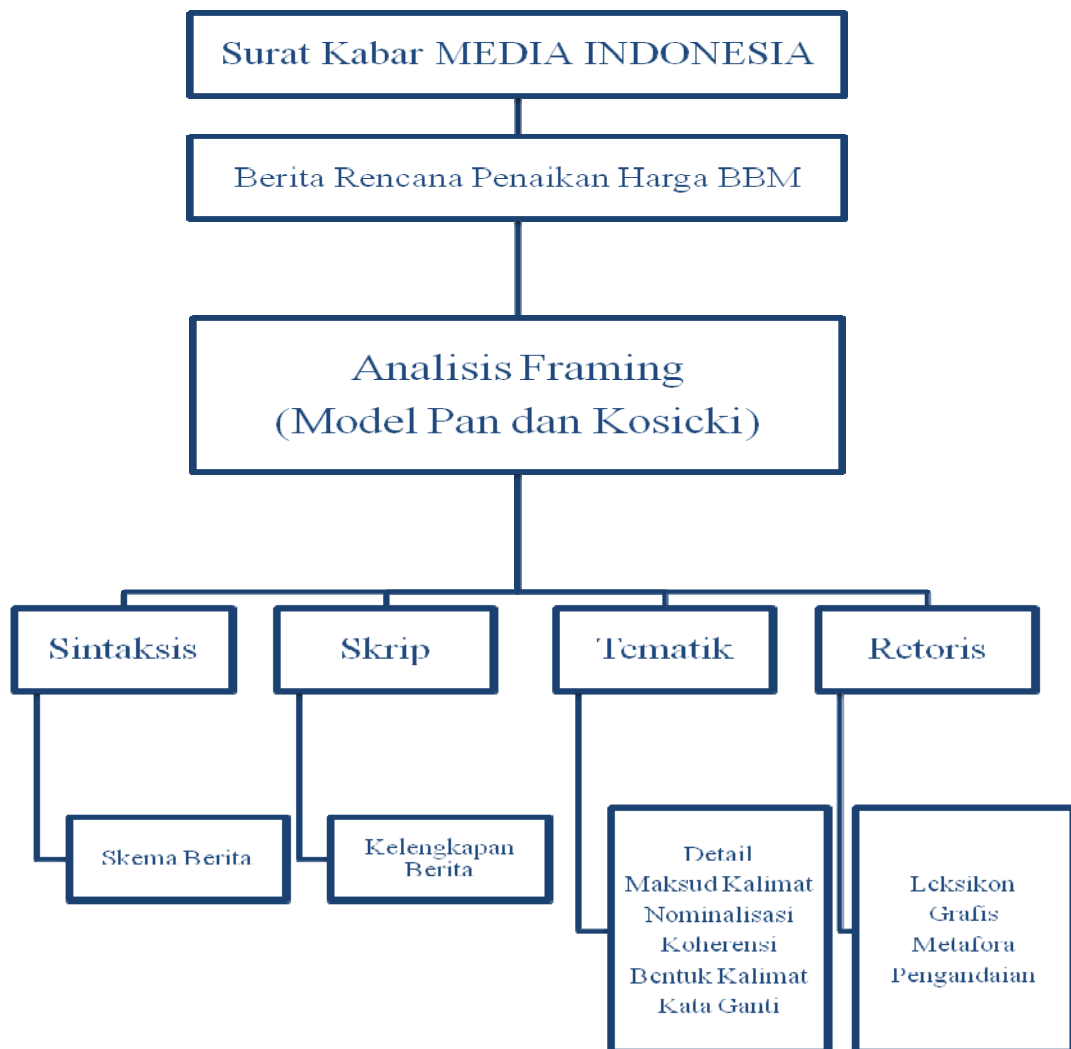 Surat Kabar MEDIA INDONESIA
Berita Rencana Penaikan Harga BBM
Analisis Framing
(Model Pan dan Kosicki)
Sintaksis
Skrip
Tematik
Retoris
Skema Berita
Kelengkapan
Berita
Detail
Maksud Kalimat
Nominalisasi
Koherensi
Bentuk Kalimat
Kata Ganti
Leksikon
Grafis
Metafora
Pengandaian